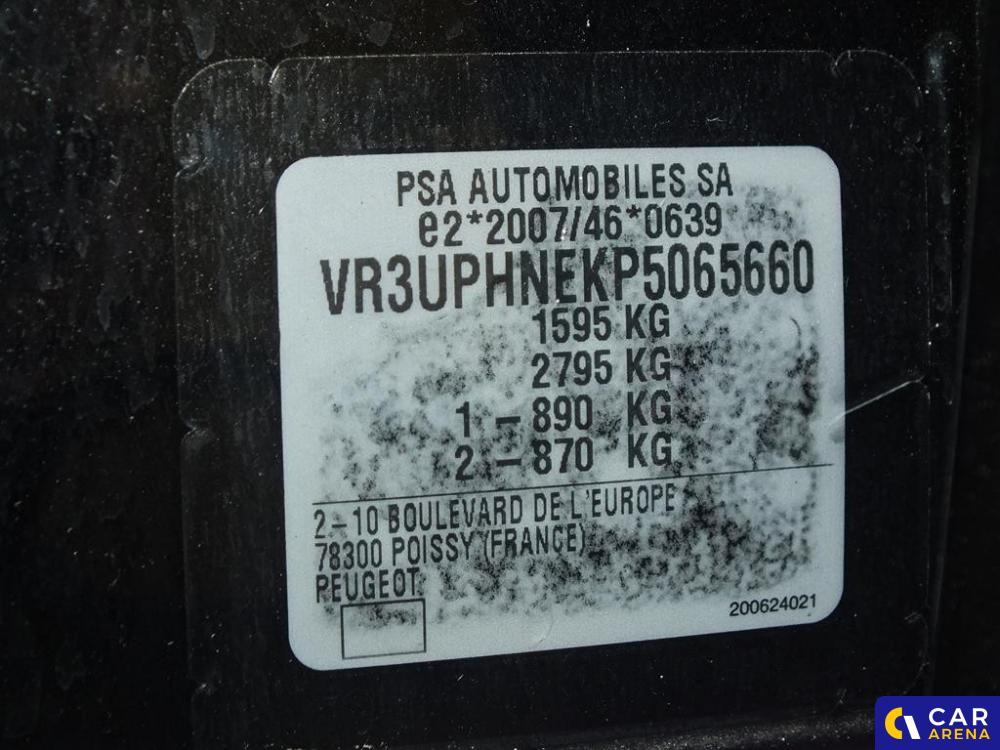 PSA AUTOMOBILES SA
e2*2007/46*0639
VR3UPHNEKP5065660
1595 KG
2795 KG
1 – 890 KG
2 – 870 KG
2–10 BOULEVARD DE L'EUROPE
78300 POISSY (FRANCE)
PEUGEOT
200624021
CAR
ARENA